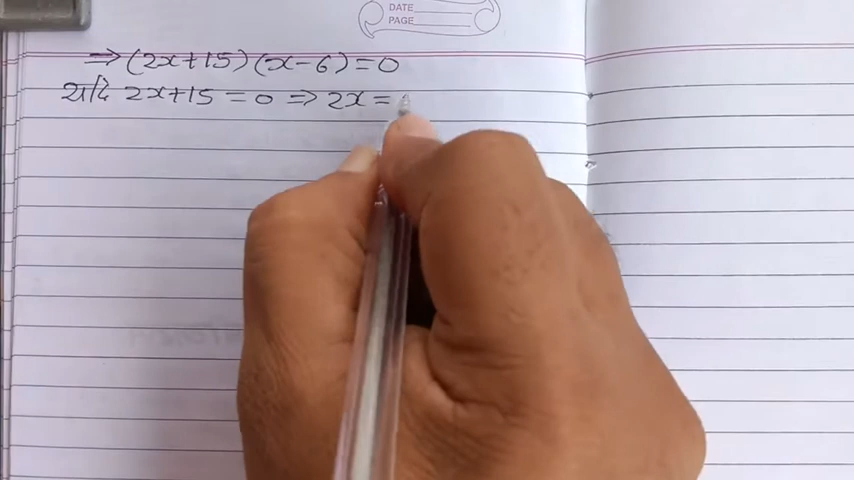 DATE
PAGE
⇒ (2x+15) (x-6) = 0
यदि 2x+15 = 0 ⇒ 2x =